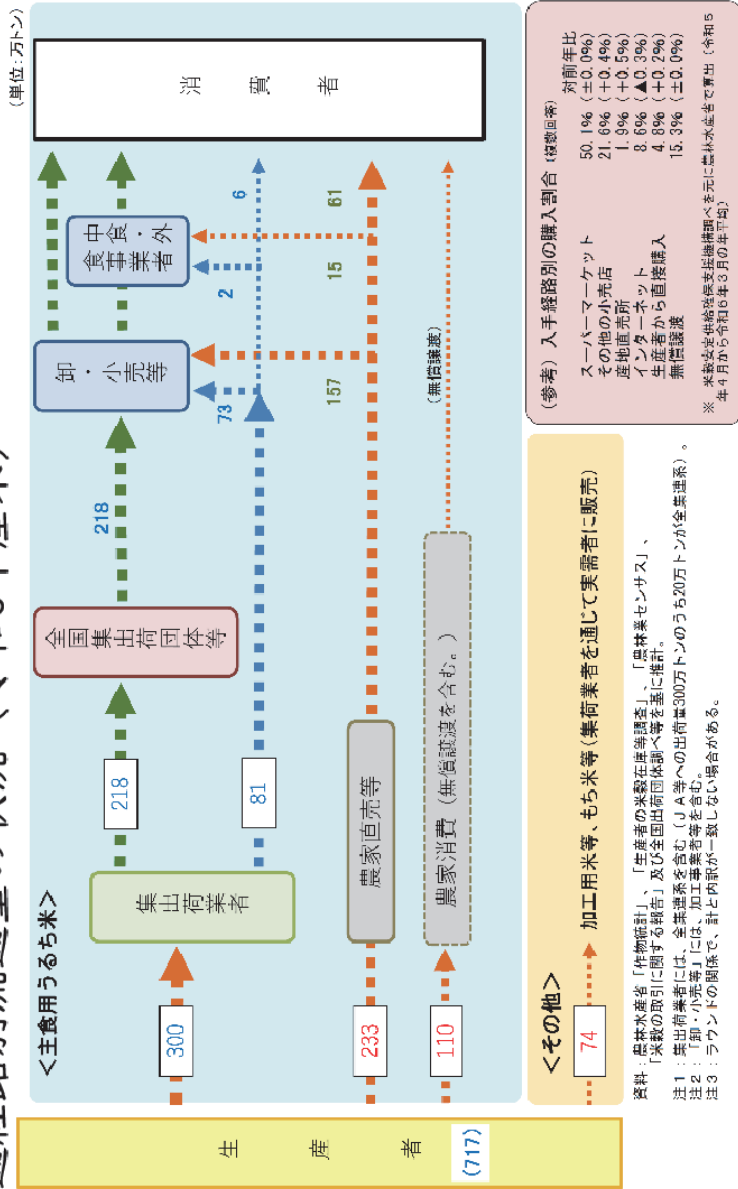 経路別流通量の状況（令和５年産米）
（単位：万トン）
＜主食用うるち米＞
生産者
(717)
300
集出荷業者
218
全国集出荷団体等
218
卸・小売等
中食・外
食事業者
消費者
81
73
2
6
233
農家直売等
157
15
61
110
農家消費（無償譲渡を含む。）
（無償譲渡）
＜その他＞
74
加工用米等、もち米等（集荷業者を通じて実需者に販売）
（参考）入手経路別の購入割合（複数回答）
対前年比
スーパーマーケット 50.1%（±0.0%）
その他の小売店 21.6%（＋0.4%）
産地直売所 1.9%（＋0.5%）
インターネット 8.6%（▲0.3%）
生産者から直接購入 4.8%（＋0.2%）
無償譲渡 15.3%（±0.0%）
※ 米穀安定供給確保支援機構調べを元に農林水産省で算出（令和５
年４月から令和６年３月の年平均）
資料：農林水産省「作物統計」、「生産者の米穀在庫等調査」、「農林業センサス」、
「米穀の取引に関する報告」及び全国出荷団体調べ等を基に推計。
注１：集出荷業者には、全集連系を含む（ＪＡ等への出荷量300万トンのうち20万トンが全集連系）。
注２：「卸・小売等」には、加工事業者等を含む。
注３：ラウンドの関係で、計と内訳が一致しない場合がある。